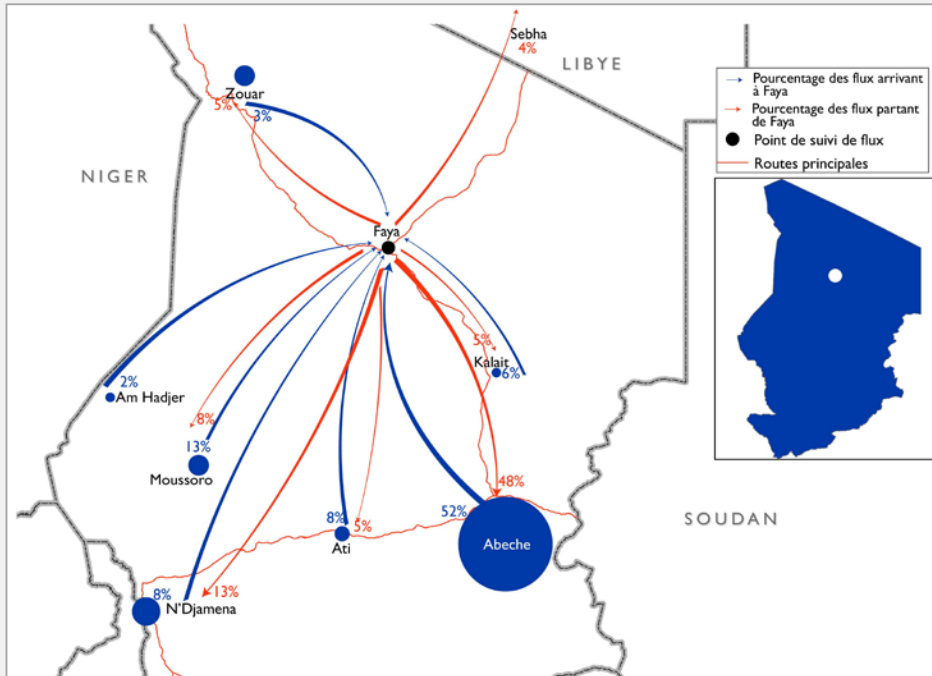 Sebha
4%
LIBYE
Zouar
5%
3%
NIGER
Pourcentage des flux arrivant
à Faya
Pourcentage des flux partant
de Faya
Point de suivi de flux
Routes principales
Faya
5%
Kalait
6%
2%
Am Hadjer
8%
13%
Moussoro
48%
52%
Abeche
SOUDAN
8%
5%
Ati
8%
N'Djamena
13%